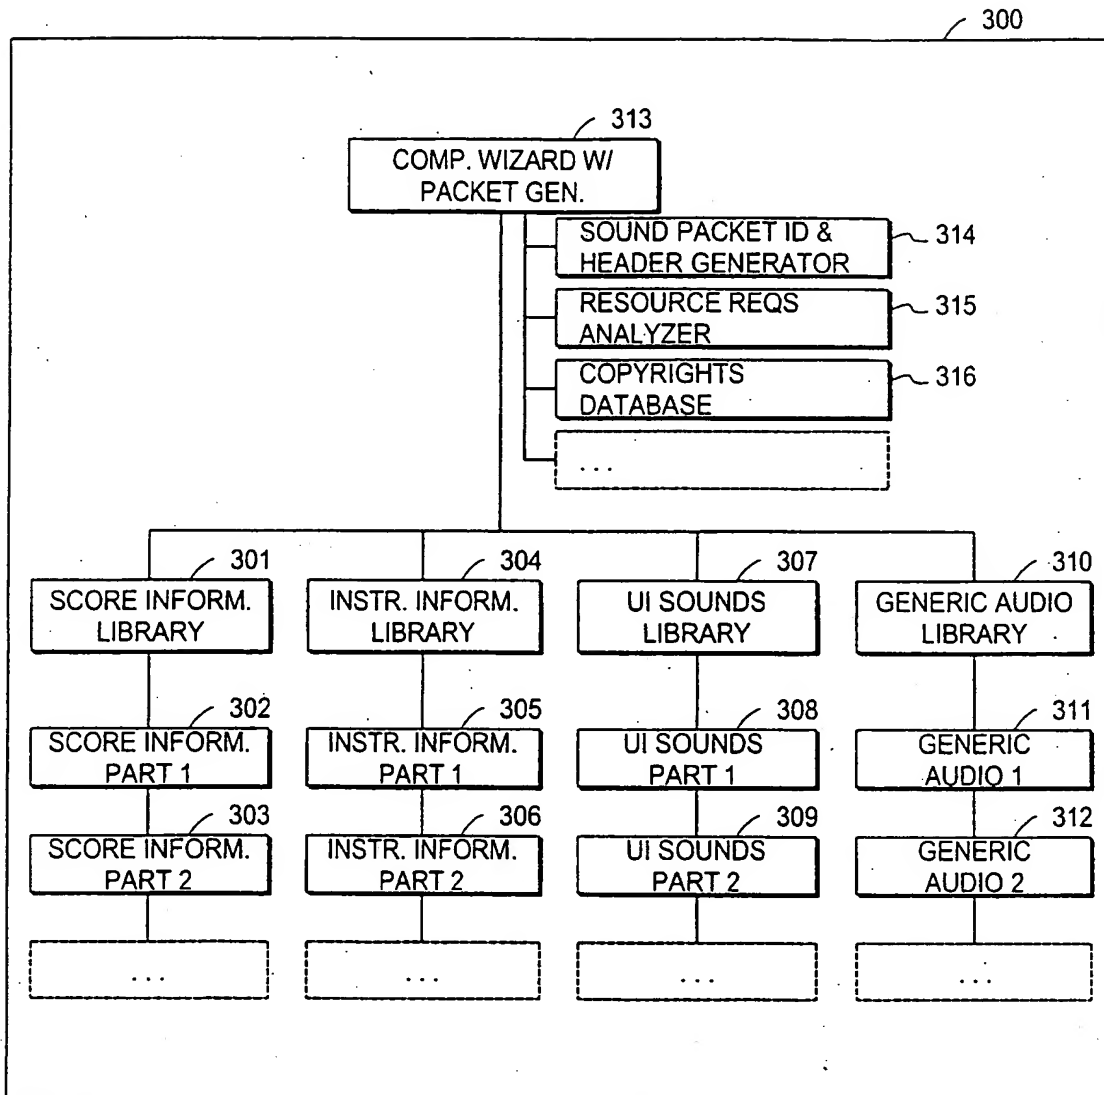 300
313
COMP. WIZARD W/
PACKET GEN.
SOUND PACKET ID &
HEADER GENERATOR
314
RESOURCE REQS
ANALYZER
315
COPYRIGHTS
DATABASE
316
...
301
SCORE INFORM.
LIBRARY
304
INSTR. INFORM.
LIBRARY
307
UI SOUNDS
LIBRARY
310
GENERIC AUDIO
LIBRARY
302
SCORE INFORM.
PART 1
305
INSTR. INFORM.
PART 1
308
UI SOUNDS
PART 1
311
GENERIC
AUDIO 1
303
SCORE INFORM.
PART 2
306
INSTR. INFORM.
PART 2
309
UI SOUNDS
PART 2
312
GENERIC
AUDIO 2
...
...
...
...